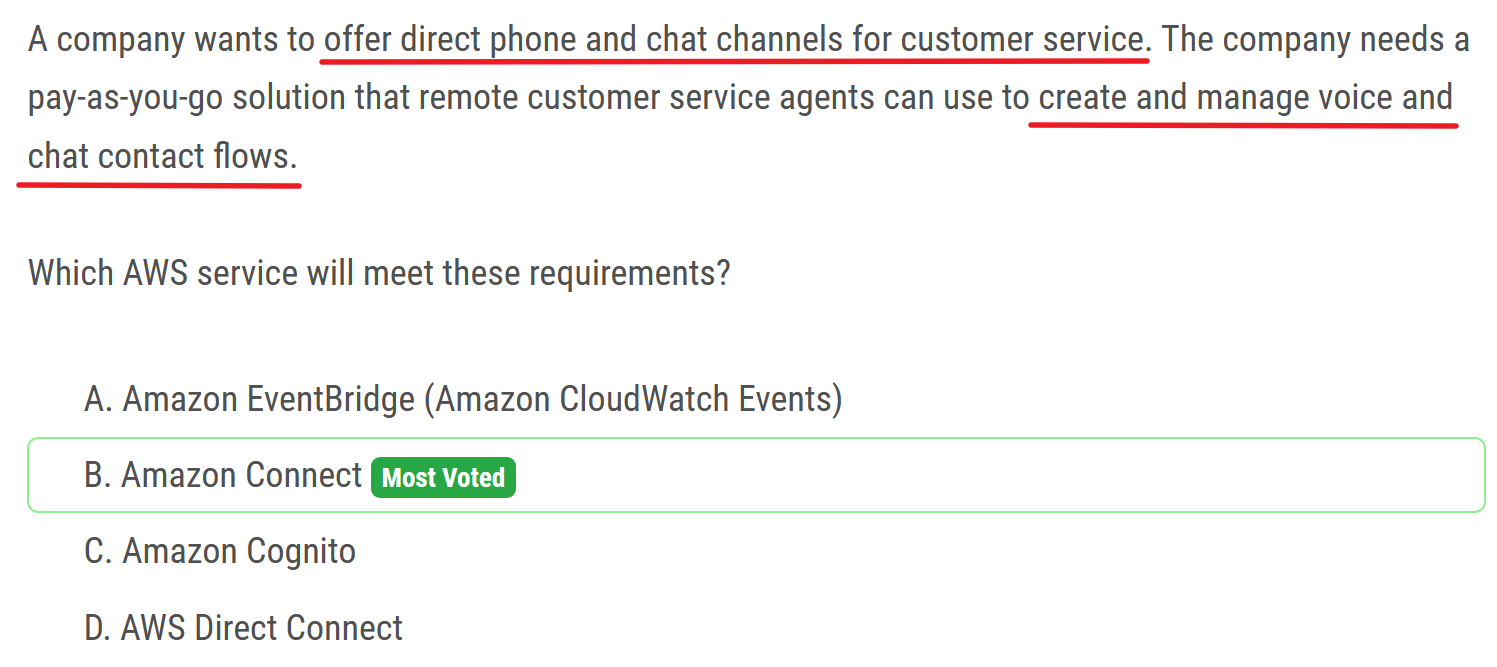 A company wants to offer direct phone and chat channels for customer service. The company needs a
pay-as-you-go solution that remote customer service agents can use to create and manage voice and
chat contact flows.
Which AWS service will meet these requirements?
A. Amazon EventBridge (Amazon CloudWatch Events)
B. Amazon Connect Most Voted
C. Amazon Cognito
D. AWS Direct Connect